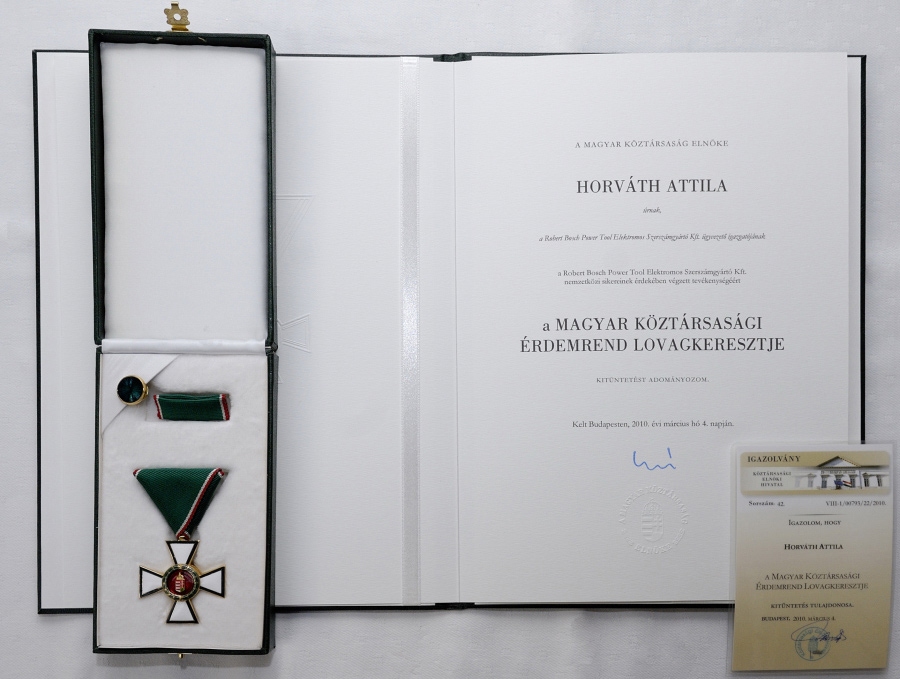 A MAGYAR KÖZTÁRSASÁG ELNÖKE
HORVÁTH ATTILA
úrnak,
a Robert Bosch Power Tool Elektromos Szerszámgyártó Kft. ügyvezető igazgatójának
a Robert Bosch Power Tool Elektromos Szerszámgyártó Kft.
nemzetközi sikereinek érdekében végzett tevékenységéért
a MAGYAR KÖZTÁRSASÁGI
ÉRDEMREND LOVAGKERESZTJE
KITÜNTETÉST ADOMÁNYOZOM.
Kelt Budapesten, 2010. évi március hó 4. napján.
IGAZOLVÁNY
KÖZTÁRSASÁGI
ELNÖKI
HIVATAL
Sorszám: 42. VIII-1/00795/22/2010.
IGAZOLOM, HOGY
HORVÁTH ATTILA
A MAGYAR KÖZTÁRSASÁGI
ÉRDEMREND LOVAGKERESZTJE
KITÜNTETÉS TULAJDONOSA.
BUDAPEST, 2010. MÁRCIUS 4.